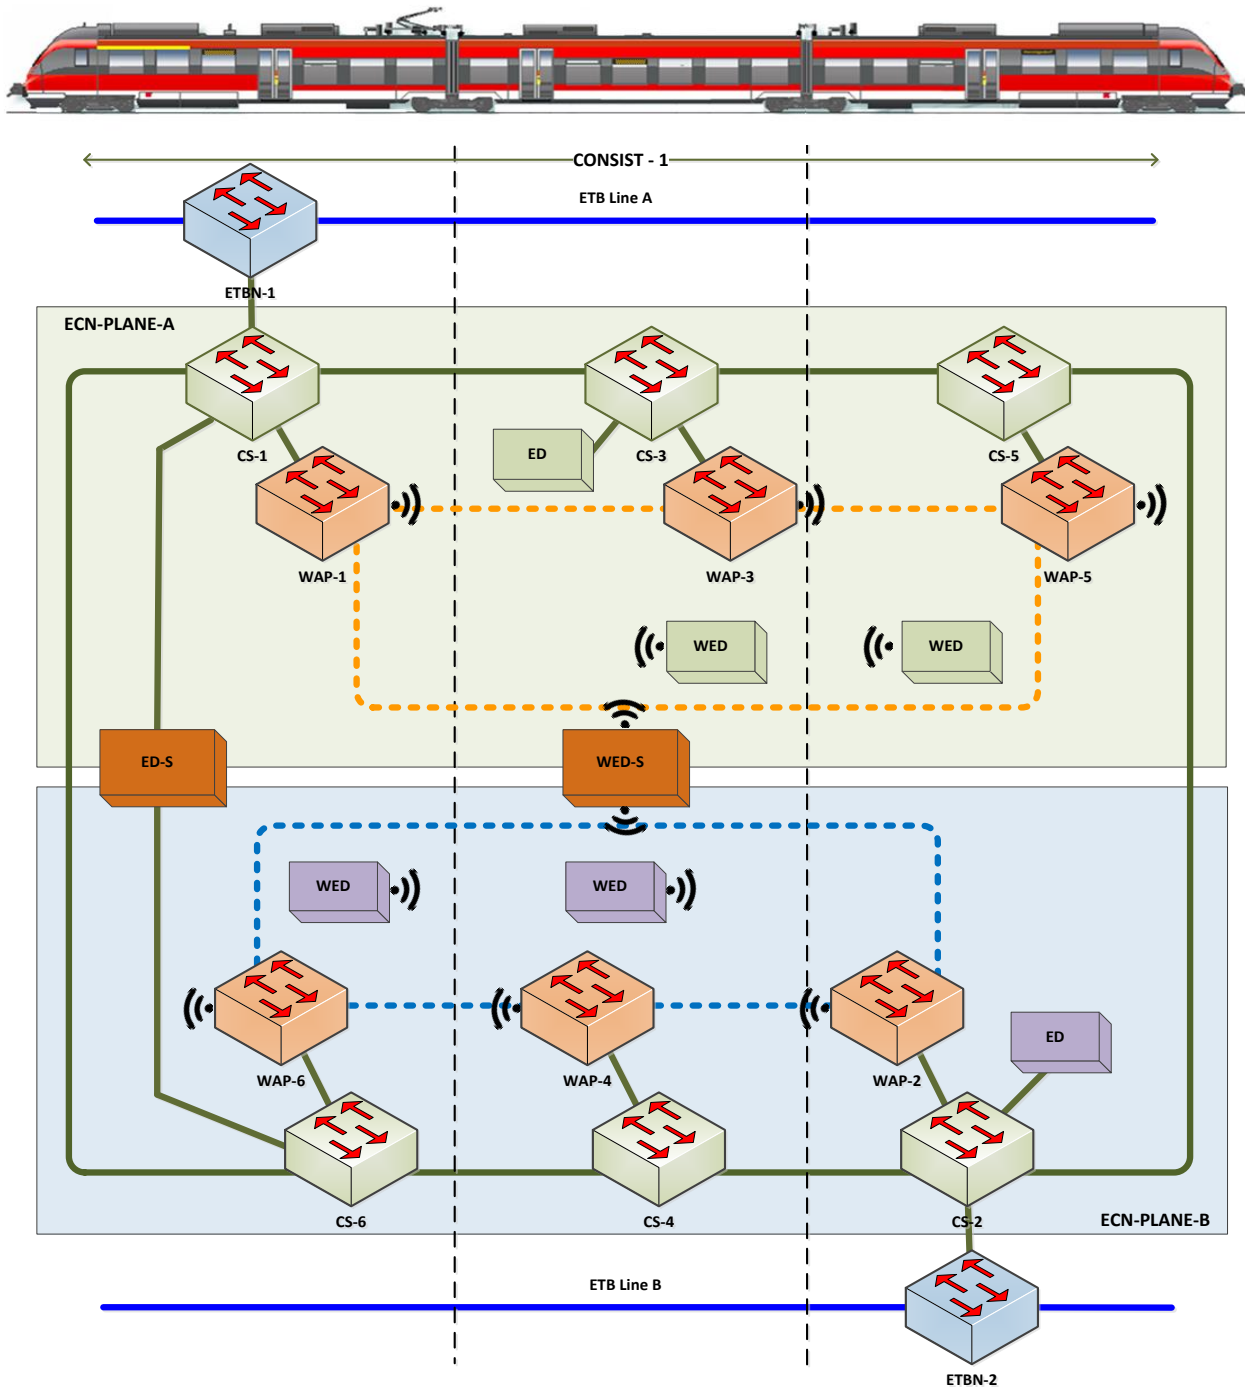 CONSIST - 1
ETB Line A
ETBN-1
ECN-PLANE-A
CS-1
ED
CS-3
CS-5
WAP-1
WAP-3
WAP-5
WED
WED
ED-S
WED-S
WED
WED
WAP-6
WAP-4
WAP-2
ED
CS-6
CS-4
CS-2
ECN-PLANE-B
ETB Line B
ETBN-2